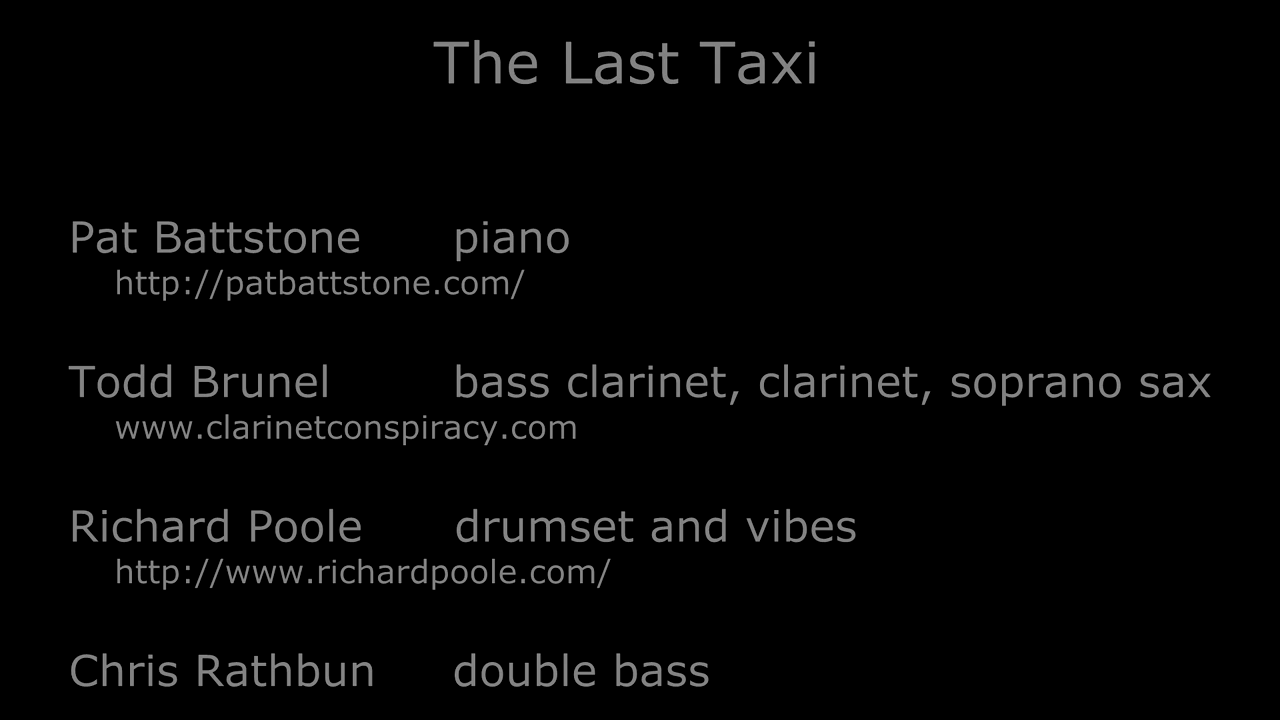 The Last Taxi
Pat Battstone piano
http://patbattstone.com/
Todd Brunel bass clarinet, clarinet, soprano sax
www.clarinetconspiracy.com
Richard Poole drumset and vibes
http://www.richardpoole.com/
Chris Rathbun double bass